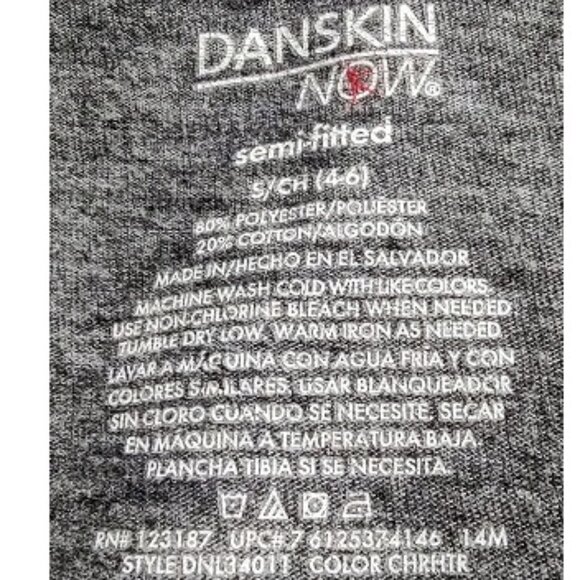 DANSKIN
NOW®
semi-fitted
S/CH (4-6)
80% POLYESTER/POLIÉSTER
20% COTTON/ALGODÓN
MADE IN/HECHO EN EL SALVADOR
MACHINE WASH COLD WITH LIKE COLORS.
USE NON-CHLORINE BLEACH WHEN NEEDED.
TUMBLE DRY LOW. WARM IRON AS NEEDED.
LAVAR A MÁQUINA CON AGUA FRÍA Y CON
COLORES SIMILARES. USAR BLANQUEADOR
SIN CLORO CUANDO SE NECESITE. SECAR
EN MAQUINA A TEMPERATURA BAJA.
PLANCHA TIBIA SI SE NECESITA.
RN# 123187 UPC# 7 6125374146 14M
STYLE DNL34011 COLOR CHRHTR